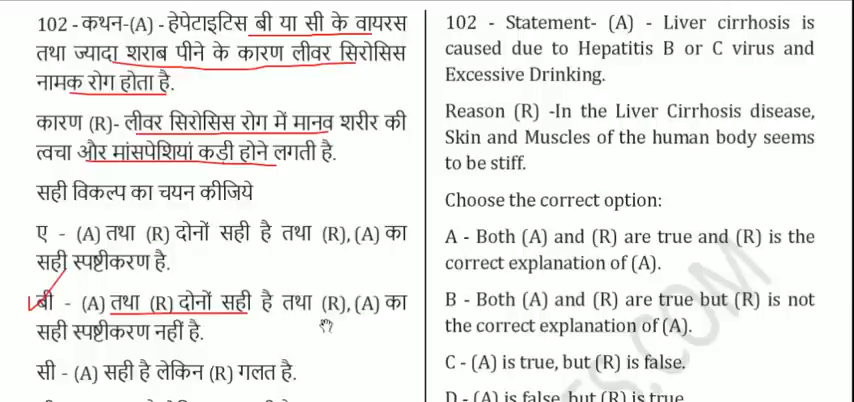 102 - कथन-(A) - हेपेटाइटिस बी या सी के वायरस
तथा ज्यादा शराब पीने के कारण लीवर सिरोसिस
नामक रोग होता है.
कारण (R)- लीवर सिरोसिस रोग में मानव शरीर की
त्वचा और मांसपेशियां कड़ी होने लगती है.
सही विकल्प का चयन कीजिये
ए - (A) तथा (R) दोनों सही है तथा (R), (A) का
सही स्पष्टीकरण है.
बी - (A) तथा (R) दोनों सही है तथा (R), (A) का
सही स्पष्टीकरण नहीं है.
सी - (A) सही है लेकिन (R) गलत है.
102 - Statement- (A) - Liver cirrhosis is
caused due to Hepatitis B or C virus and
Excessive Drinking.
Reason (R) -In the Liver Cirrhosis disease,
Skin and Muscles of the human body seems
to be stiff.
Choose the correct option:
A - Both (A) and (R) are true and (R) is the
correct explanation of (A).
B - Both (A) and (R) are true but (R) is not
the correct explanation of (A).
C - (A) is true, but (R) is false.
D - (A) is false, but (R) is true